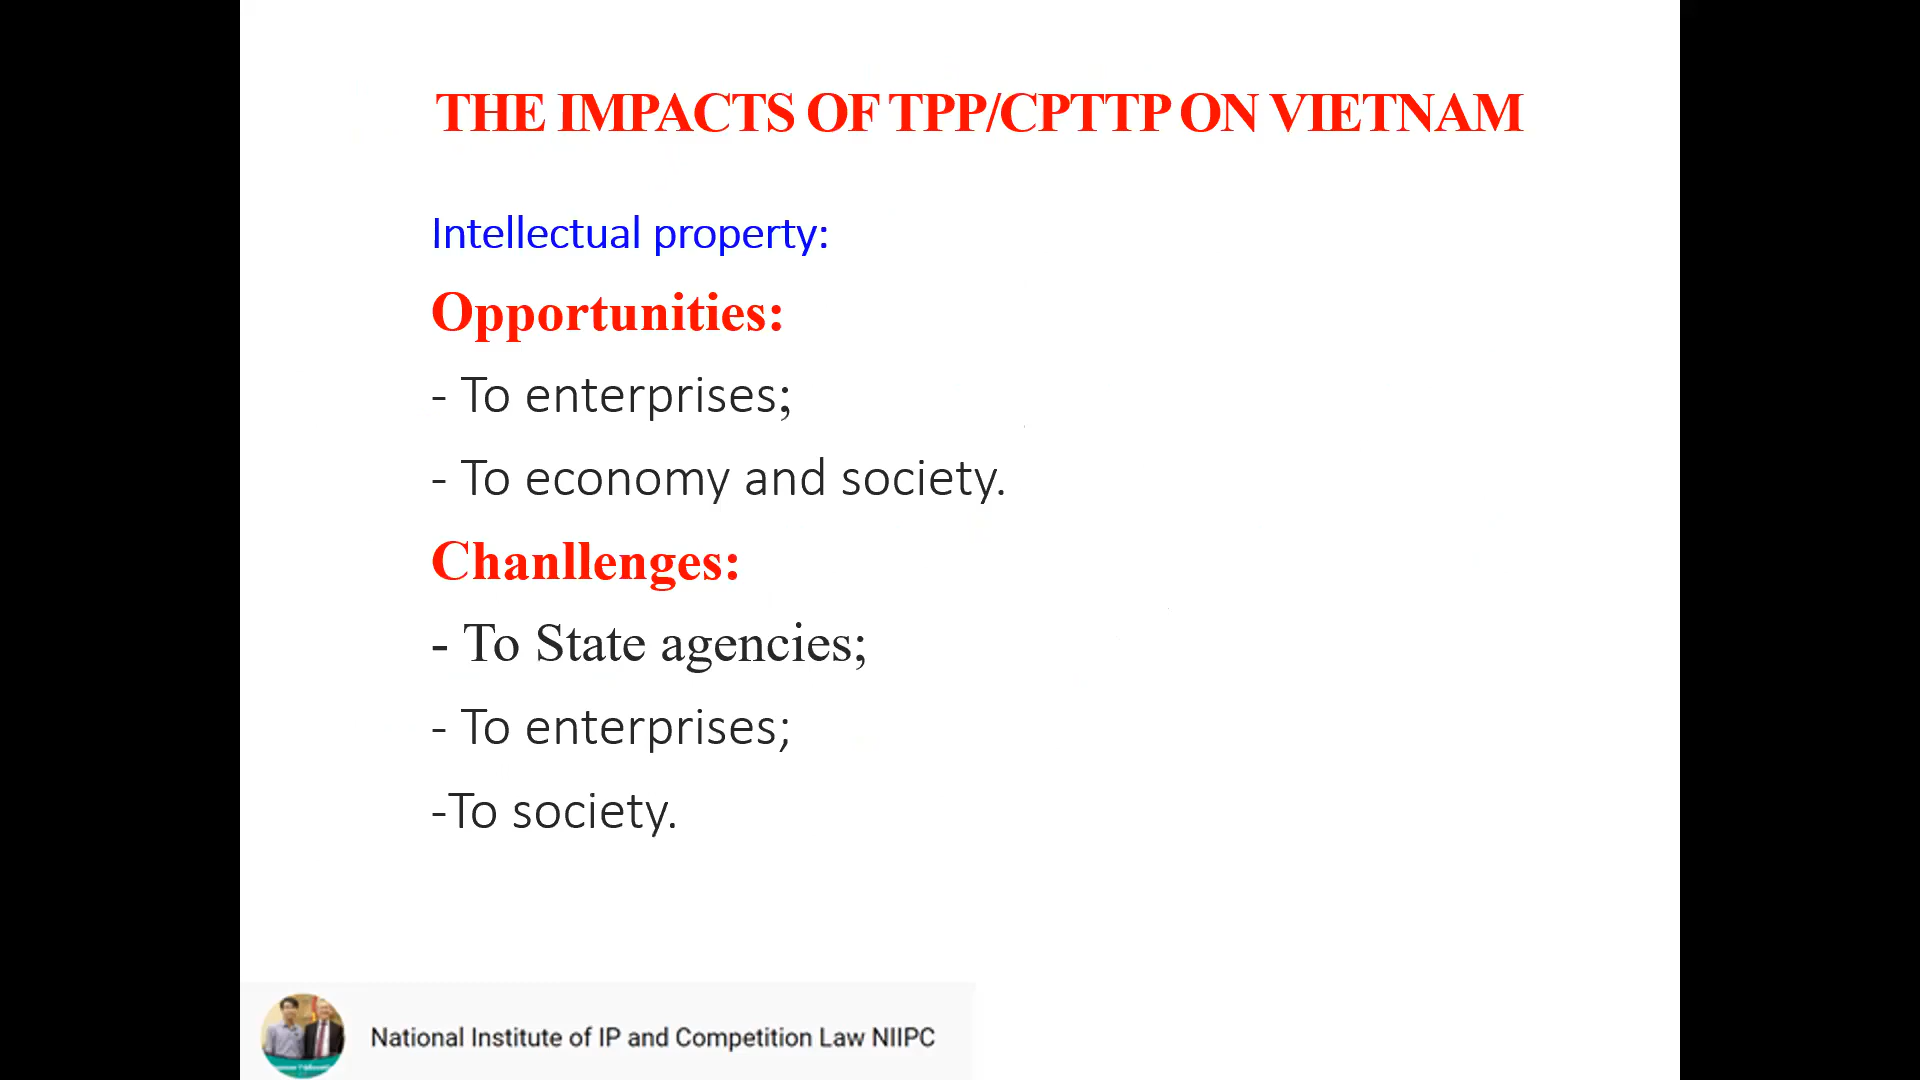 THE IMPACTS OF TPP/CPTTP ON VIETNAM
Intellectual property:
Opportunities:
- To enterprises;
- To economy and society.
Chanllenges:
- To State agencies;
- To enterprises;
-To society.
National Institute of IP and Competition Law NIIPC